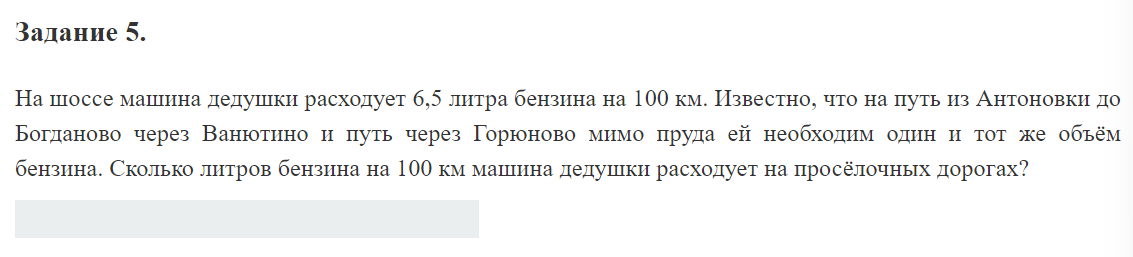 Задание 5.
На шоссе машина дедушки расходует 6,5 литра бензина на 100 км. Известно, что на путь из Антоновки до
Богданово через Ванютино и путь через Горюново мимо пруда ей необходим один и тот же объём
бензина. Сколько литров бензина на 100 км машина дедушки расходует на просёлочных дорогах?